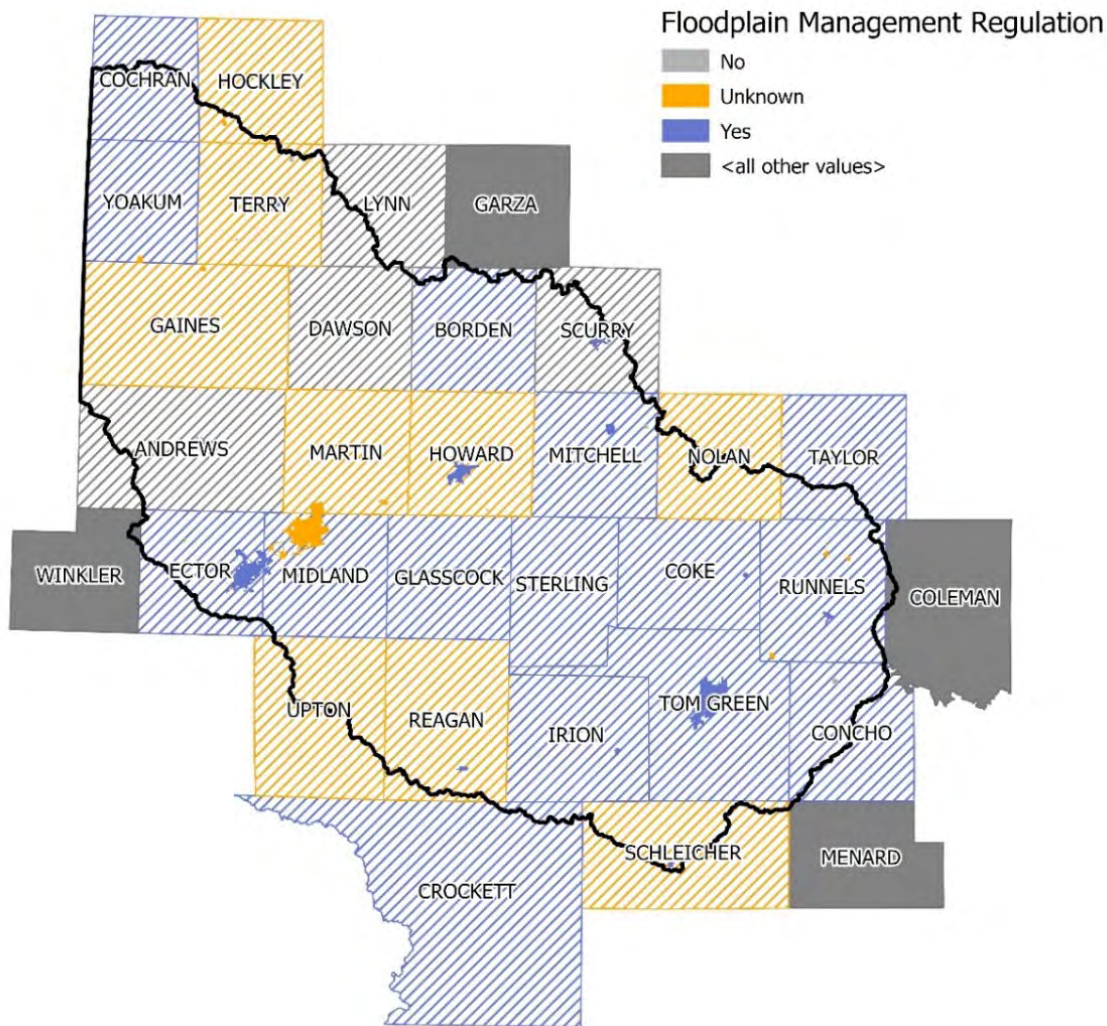 Floodplain Management Regulation
No
Unknown
Yes
<all other values>
COCHRAN
HOCKLEY
YOAKUM
TERRY
LYNN
GARZA
GAINES
DAWSON
BORDEN
SCURRY
ANDREWS
MARTIN
HOWARD
MITCHELL
NOLAN
TAYLOR
WINKLER
ECTOR
MIDLAND
GLASSCOCK
STERLING
COKE
RUNNELS
COLEMAN
UPTON
REAGAN
IRION
TOM GREEN
CONCHO
CROCKETT
SCHLEICHER
MENARD